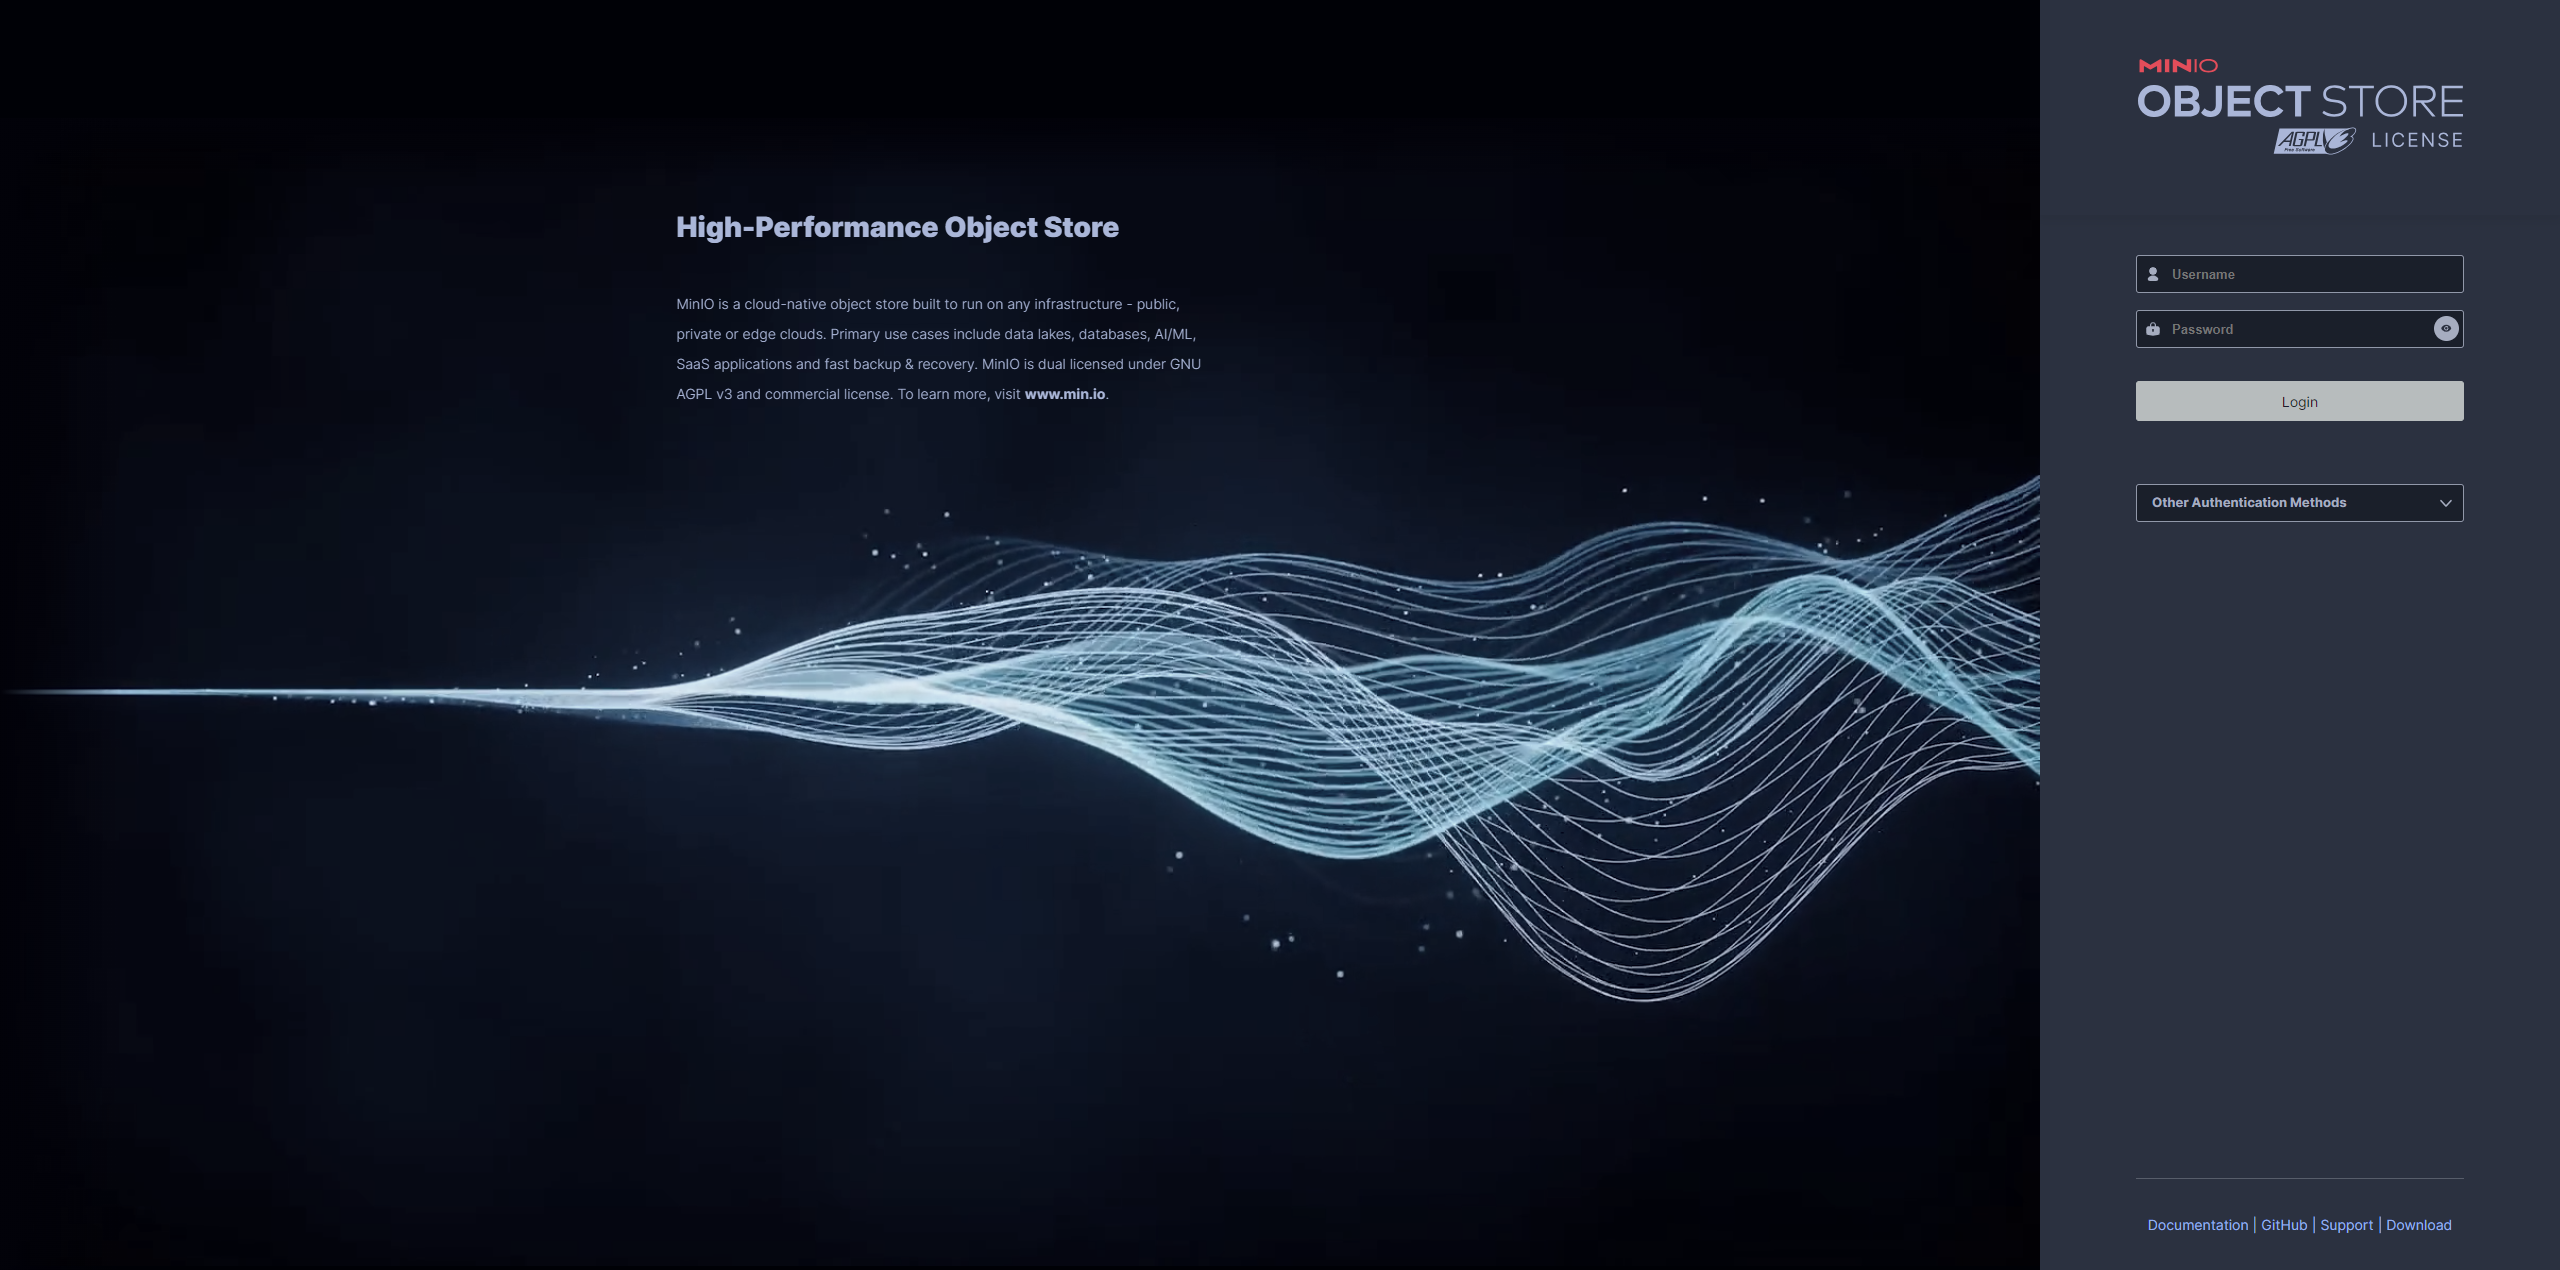 High-Performance Object Store
MinIO is a cloud-native object store built to run on any infrastructure - public,
private or edge clouds. Primary use cases include data lakes, databases, AI/ML,
SaaS applications and fast backup & recovery. MinIO is dual licensed under GNU
AGPL v3 and commercial license. To learn more, visit www.min.io.
MINIO
OBJECT STORE
AGPL v3 LICENSE
Free Software
Username
Password
Login
Other Authentication Methods
Documentation | GitHub | Support | Download